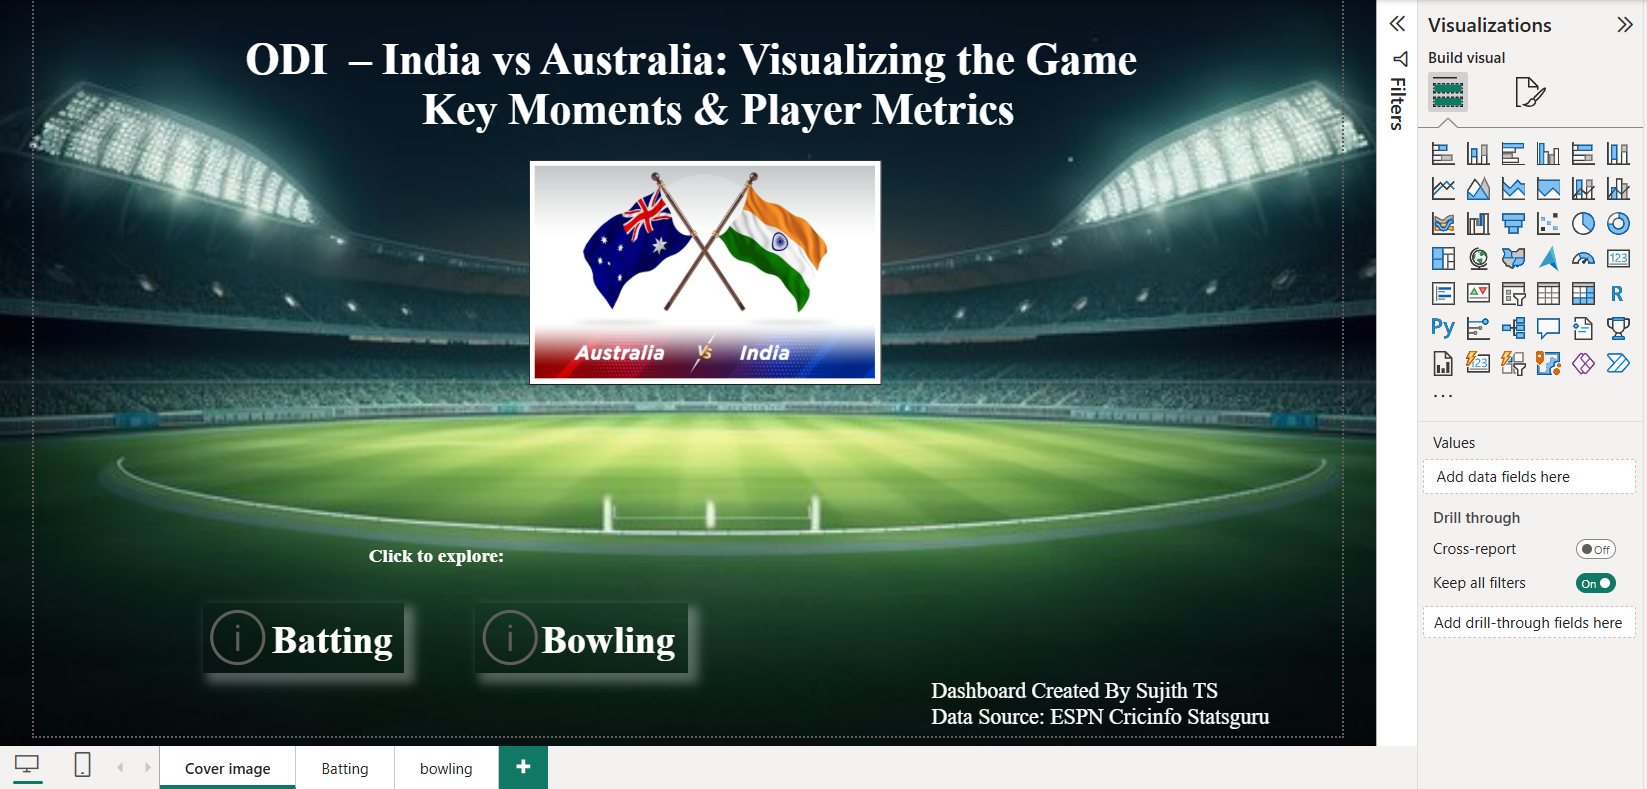 ODI – India vs Australia: Visualizing the Game
Key Moments & Player Metrics
Australia Vs India
Click to explore:
Batting
Bowling
Dashboard Created By Sujith TS
Data Source: ESPN Cricinfo Statsguru
Filters
Visualizations
Build visual
123
R
Py
123
...
Values
Add data fields here
Drill through
Cross-report
Off
Keep all filters
On
Add drill-through fields here
Cover image
Batting
bowling
+